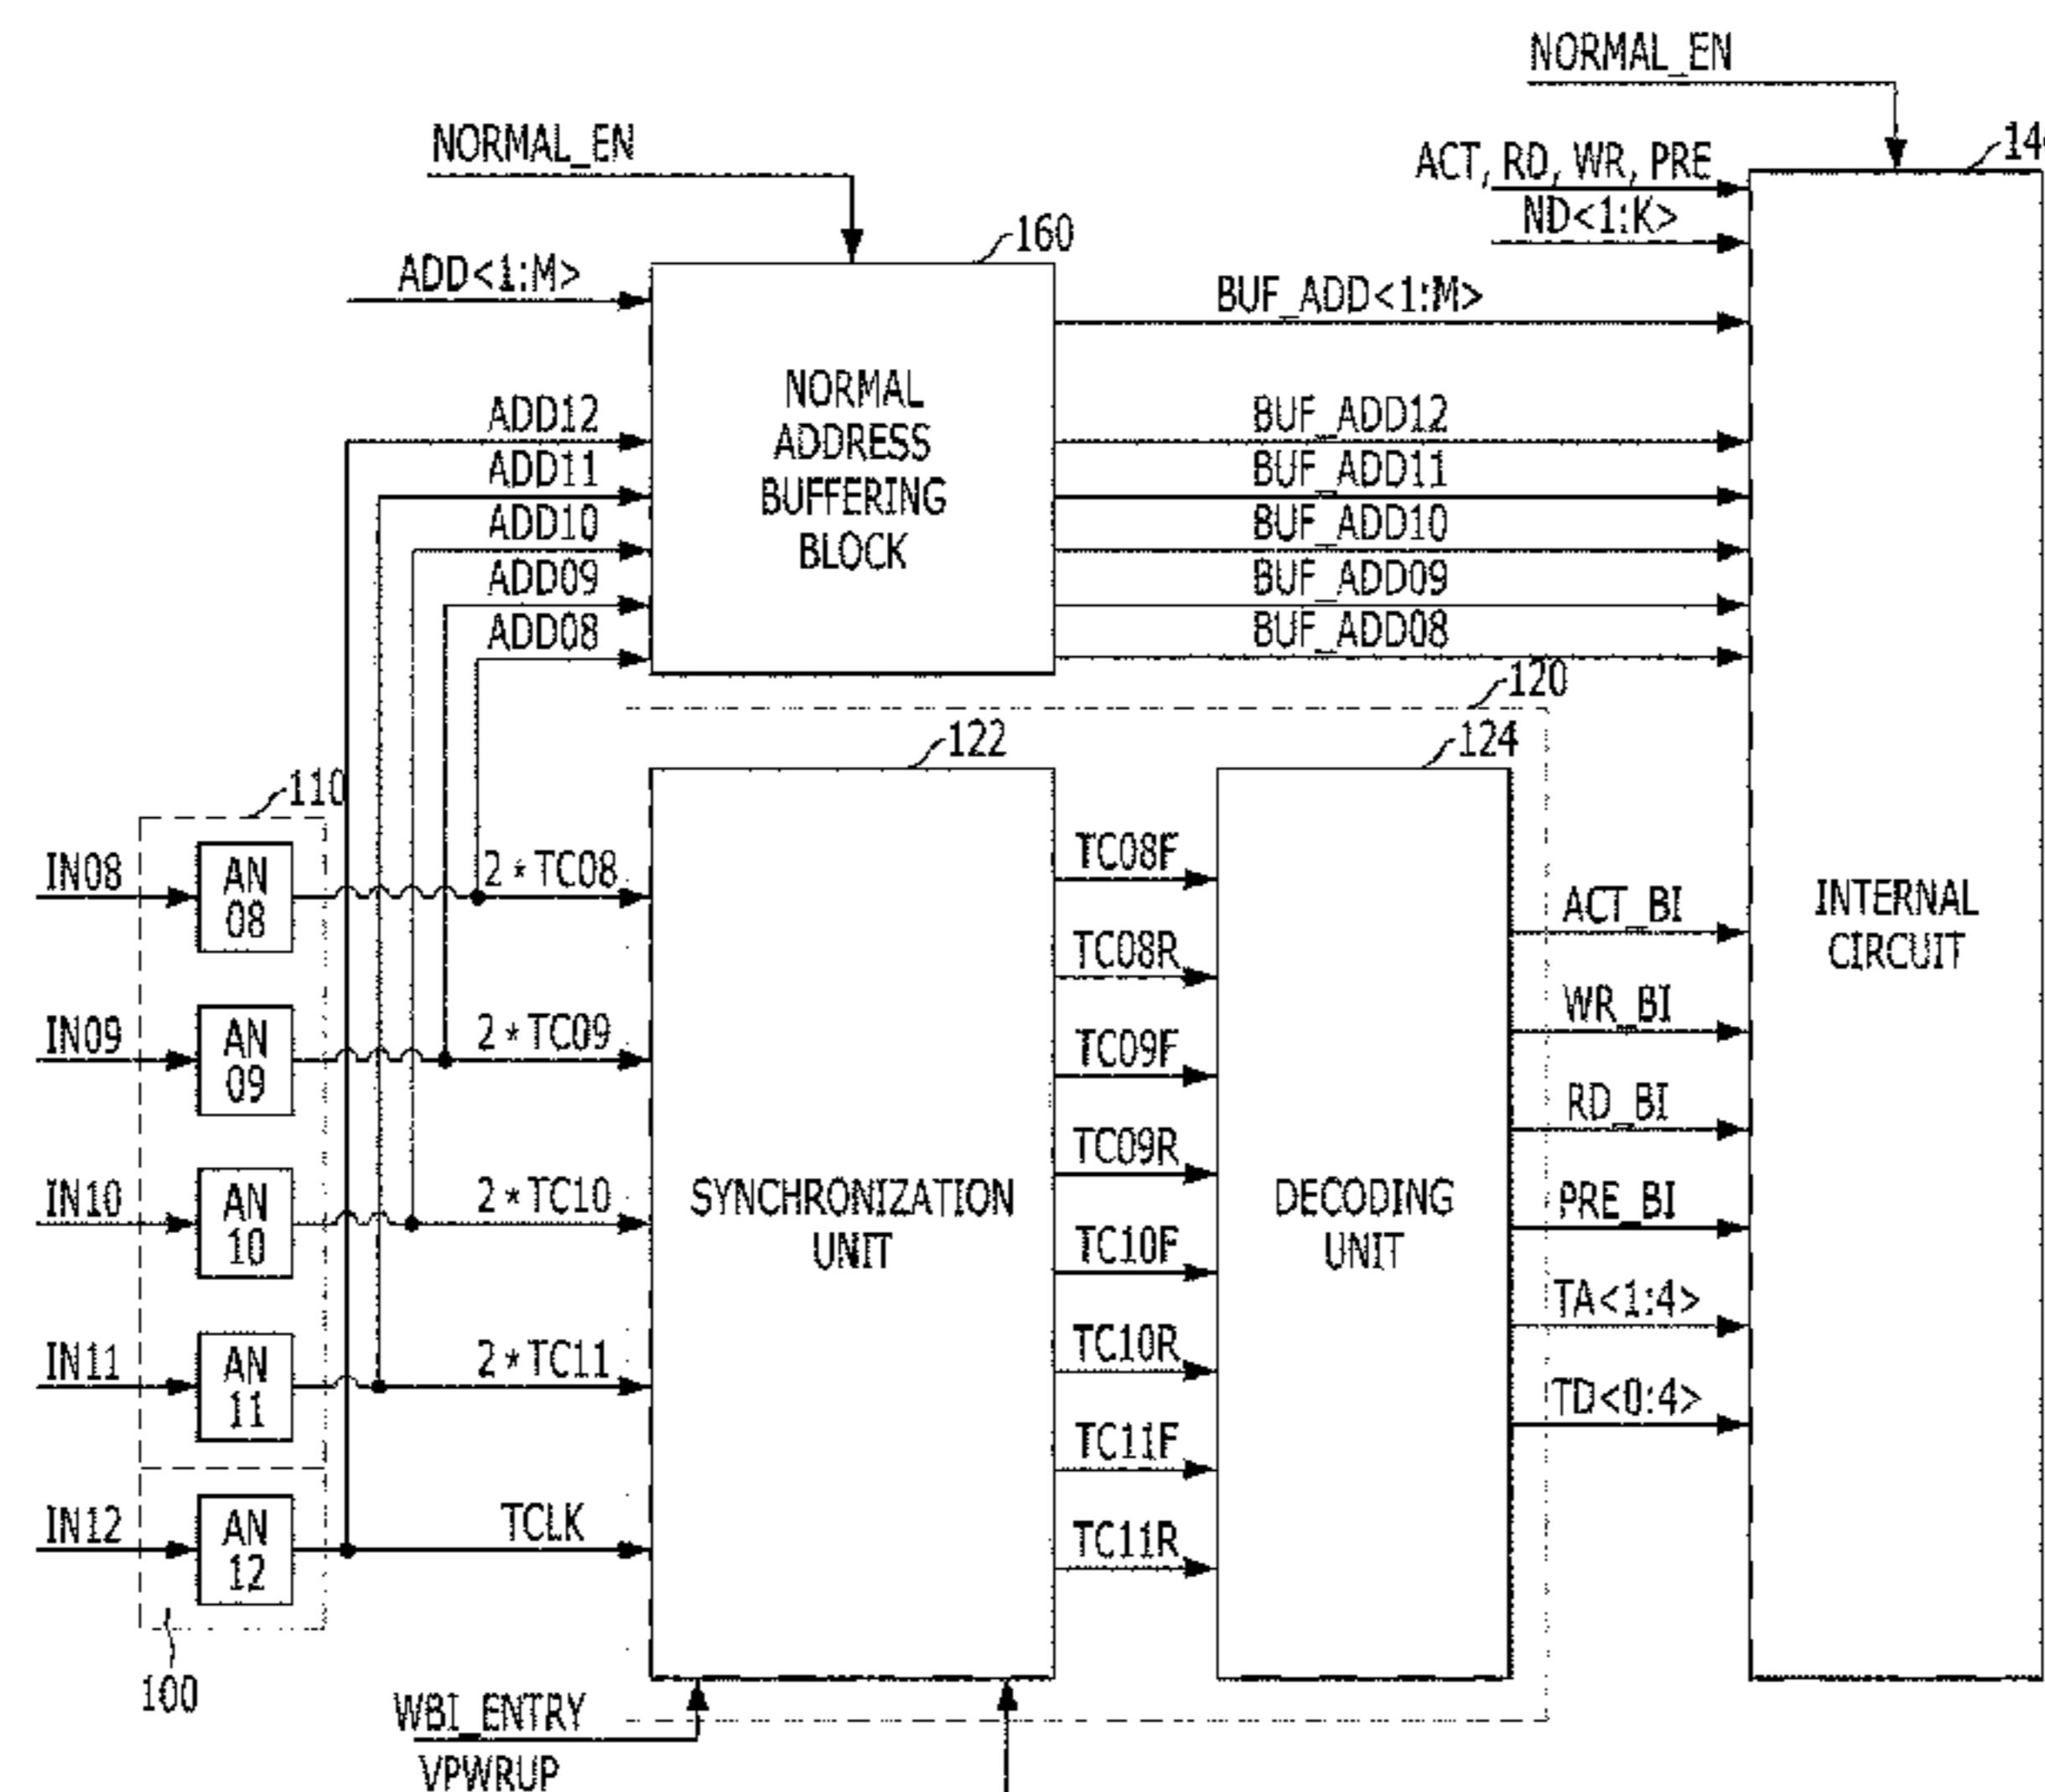 NORMAL_EN
NORMAL_EN
ACT, RD, WR, PRE
ND<1:K>
160
ADD<1:M>
BUF_ADD<1:M>
NORMAL
ADDRESS
BUFFERING
BLOCK
ADD12
ADD11
ADD10
ADD09
ADD08
BUF_ADD12
BUF_ADD11
BUF_ADD10
BUF_ADD09
BUF_ADD08
120
122
124
110
IN08
AN
08
2*TC08
IN09
AN
09
2*TC09
IN10
AN
10
2*TC10
IN11
AN
11
2*TC11
IN12
AN
12
TCLK
100
SYNCHRONIZATION
UNIT
TC08F
TC08R
TC09F
TC09R
TC10F
TC10R
TC11F
TC11R
DECODING
UNIT
ACT_BI
WR_BI
RD_BI
PRE_BI
TA<1:4>
TD<0:4>
INTERNAL
CIRCUIT
WBI_ENTRY
VPWRUP